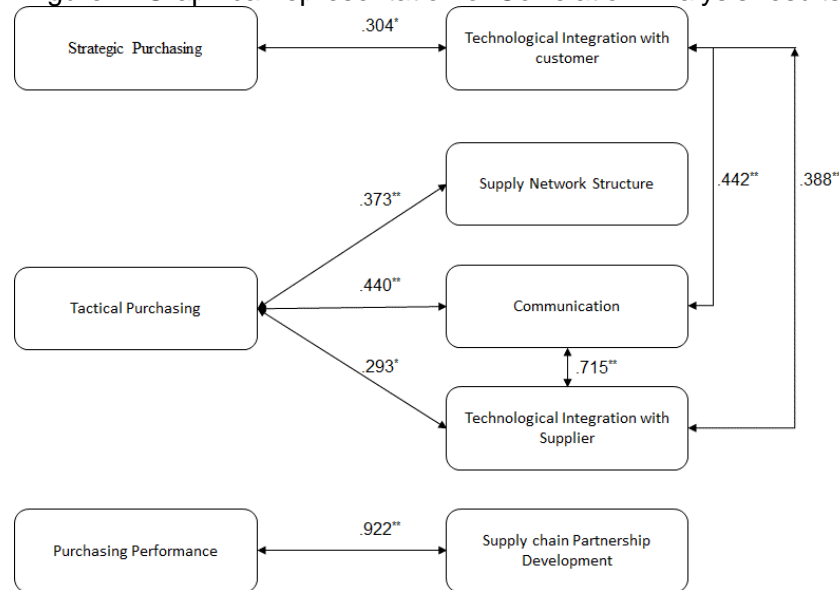 .304*
Strategic Purchasing
Technological Integration with
customer
Supply Network Structure
.442**
.388**
.373**
.440**
Tactical Purchasing
Communication
.293*
.715**
Technological Integration with
Supplier
.922**
Purchasing Performance
Supply chain Partnership
Development